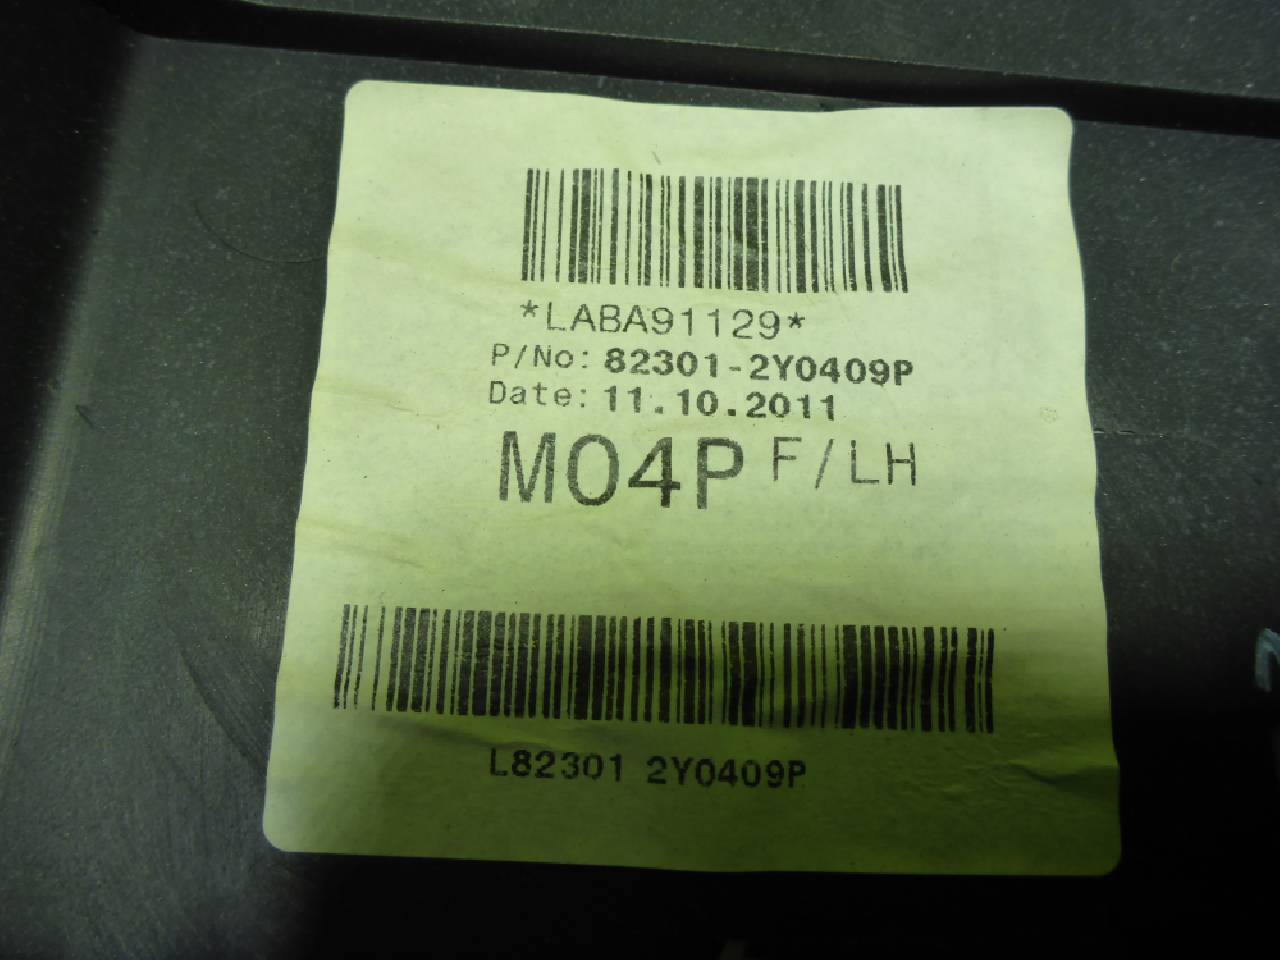 *LABA91129*
P/No: 82301-2Y0409P
Date: 11.10.2011
M04P F/LH
L82301 2Y0409P